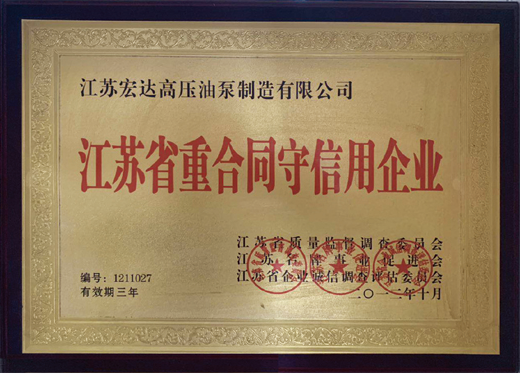 江苏宏达高压油泵制造有限公司
江苏省重合同守信用企业
江苏省质量监督调查委员会
江苏名牌事业促进会
江苏省企业诚信调查评估委员会
编号：1211027
有效期三年
二〇一二年十月